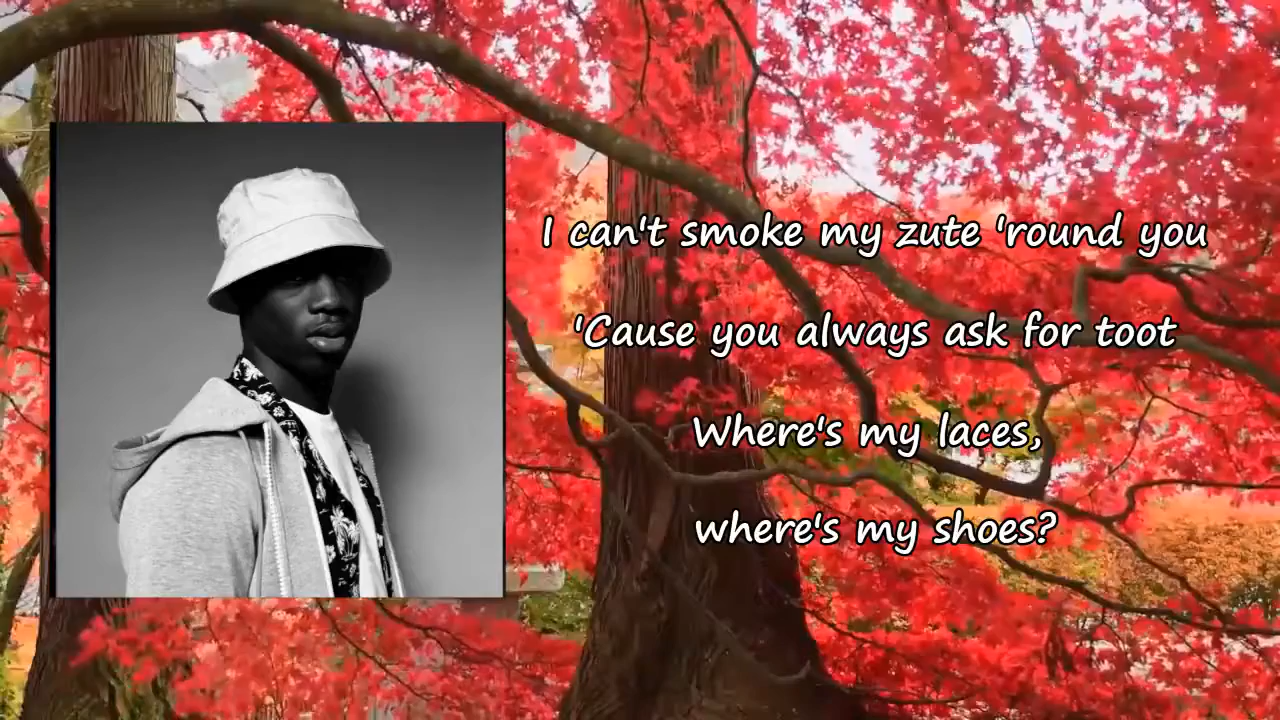 I can't smoke my zute 'round you
'Cause you always ask for toot
Where's my laces,
where's my shoes?